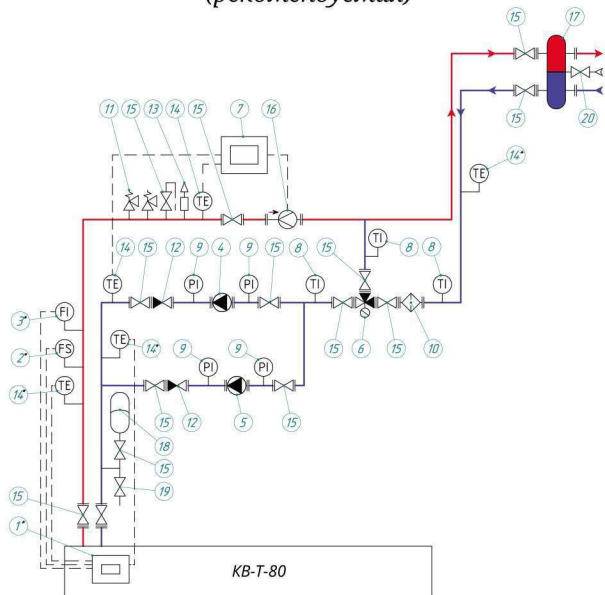 (рекомендуемая)
15 17
11 15 13 14 15 7 16
15 20
TE
TE 14*
15 TI 8
14 15 12 9 4 9 15 8 8
TE PI PI TI TI
3* FI
TE 14*
15 6 15 10
2* FS
9 9
PI PI
14* TE
15 12 5 15
18
15
15 19
1*
КВ-Т-80